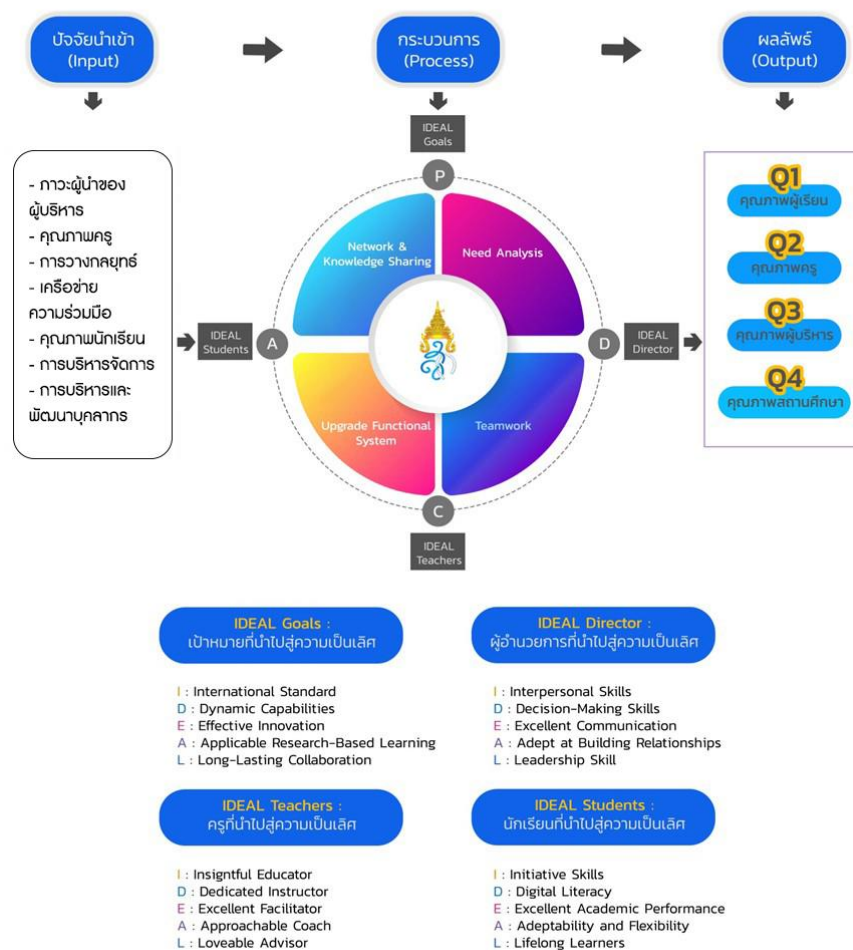 ปัจจัยนำเข้า
(Input)
กระบวนการ
(Process)
ผลลัพธ์
(Output)
- ภาวะผู้นำของ
ผู้บริหาร
- คุณภาพครู
- การวางกลยุทธ์
- เครือข่าย
ความร่วมมือ
- คุณภาพนักเรียน
- การบริหารจัดการ
- การบริหารและ
พัฒนาบุคลากร
IDEAL
Goals
P
Network &
Knowledge Sharing
Need Analysis
IDEAL
Students
A
D
IDEAL
Director
Upgrade Functional
System
Teamwork
C
IDEAL
Teachers
Q1
คุณภาพผู้เรียน
Q2
คุณภาพครู
Q3
คุณภาพผู้บริหาร
Q4
คุณภาพสถานศึกษา
IDEAL Goals :
เป้าหมายที่นำไปสู่ความเป็นเลิศ
I : International Standard
D : Dynamic Capabilities
E : Effective Innovation
A : Applicable Research-Based Learning
L : Long-Lasting Collaboration
IDEAL Director :
ผู้อำนวยการที่นำไปสู่ความเป็นเลิศ
I : Interpersonal Skills
D : Decision-Making Skills
E : Excellent Communication
A : Adept at Building Relationships
L : Leadership Skill
IDEAL Teachers :
ครูที่นำไปสู่ความเป็นเลิศ
I : Insigntful Educator
D : Dedicated Instructor
E : Excellent Facilitator
A : Approachable Coach
L : Loveable Advisor
IDEAL Students :
นักเรียนที่นำไปสู่ความเป็นเลิศ
I : Initiative Skills
D : Digital Literacy
E : Excellent Academic Performance
A : Adaptability and Flexibility
L : Lifelong Learners